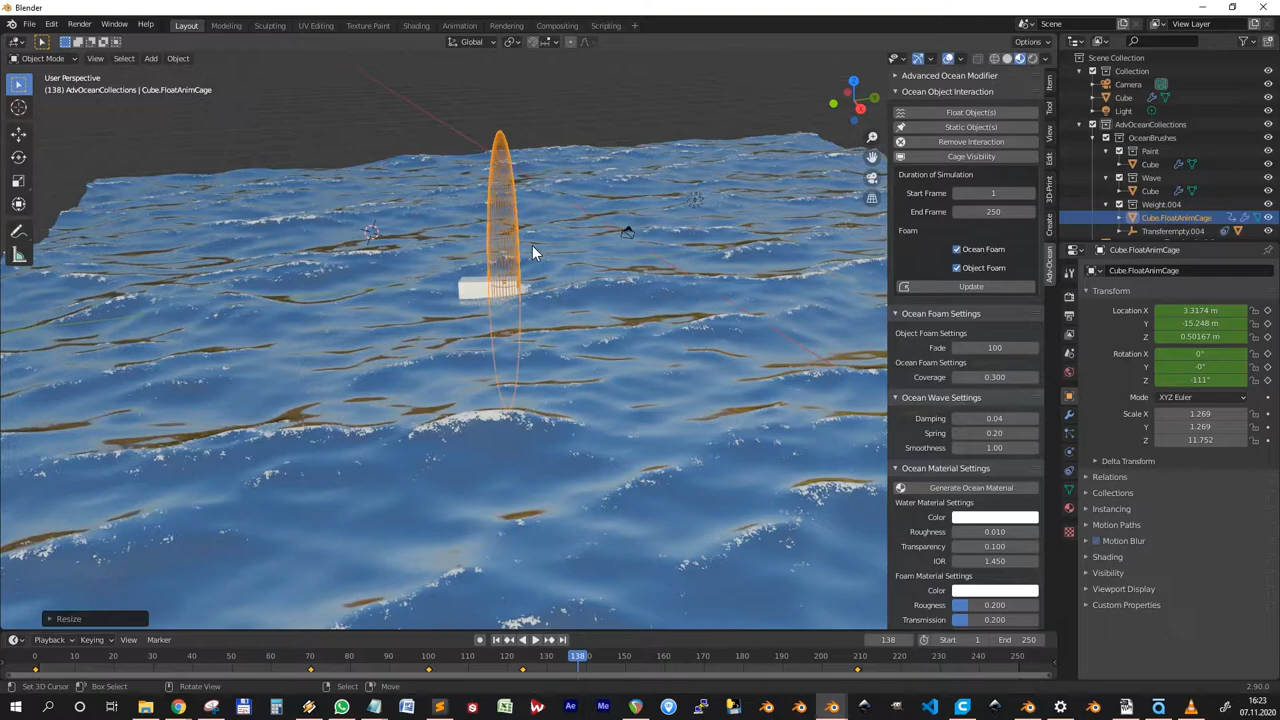 Blender
File Edit Render Window Help Layout Modeling Sculpting UV Editing Texture Paint Shading Animation Rendering Compositing Scripting + Scene View Layer
Global Options
Object Mode View Select Add Object
User Perspective
(138) AdvOceanCollections | Cube.FloatAnimCage
Z
Y
X
Item
Tool
View
Edit
3D-Print
Create
Adv-Ocean
Advanced Ocean Modifier
Ocean Object Interaction
Float Object(s)
Static Object(s)
Remove Interaction
Cage Visibility
Duration of Simulation
Start Frame 1
End Frame 250
Foam
Ocean Foam
Object Foam
Update
Ocean Foam Settings
Object Foam Settings
Fade 100
Ocean Foam Settings
Coverage 0.300
Ocean Wave Settings
Damping 0.04
Spring 0.20
Smoothness 1.00
Ocean Material Settings
Generate Ocean Material
Water Material Settings
Color
Roughness 0.010
Transparency 0.100
IOR 1.450
Foam Material Settings
Color
Rougness 0.200
Transmission 0.200
Scene Collection
Collection
Camera
Cube
Light
AdvOceanCollections
OceanBrushes
Paint
Cube
Wave
Cube
Weight.004
Cube.FloatAnimCage
Transferempty.004
Cube.FloatAnimCage
Cube.FloatAnimCage
Transform
Location X 3.3174 m
Y -15.248 m
Z 0.50167 m
Rotation X 0°
Y -0°
Z -111°
Mode XYZ Euler
Scale X 1.269
Y 1.269
Z 11.752
Delta Transform
Relations
Collections
Instancing
Motion Paths
Motion Blur
Shading
Visibility
Viewport Display
Custom Properties
Resize
Playback Keying View Marker 138 Start 1 End 250
0 10 20 30 40 50 60 70 80 90 100 110 120 130 138 150 160 170 180 190 200 210 220 230 240 250
Set 3D Cursor Box Select Rotate View Select Move 2.90.0
16:23
07.11.2020